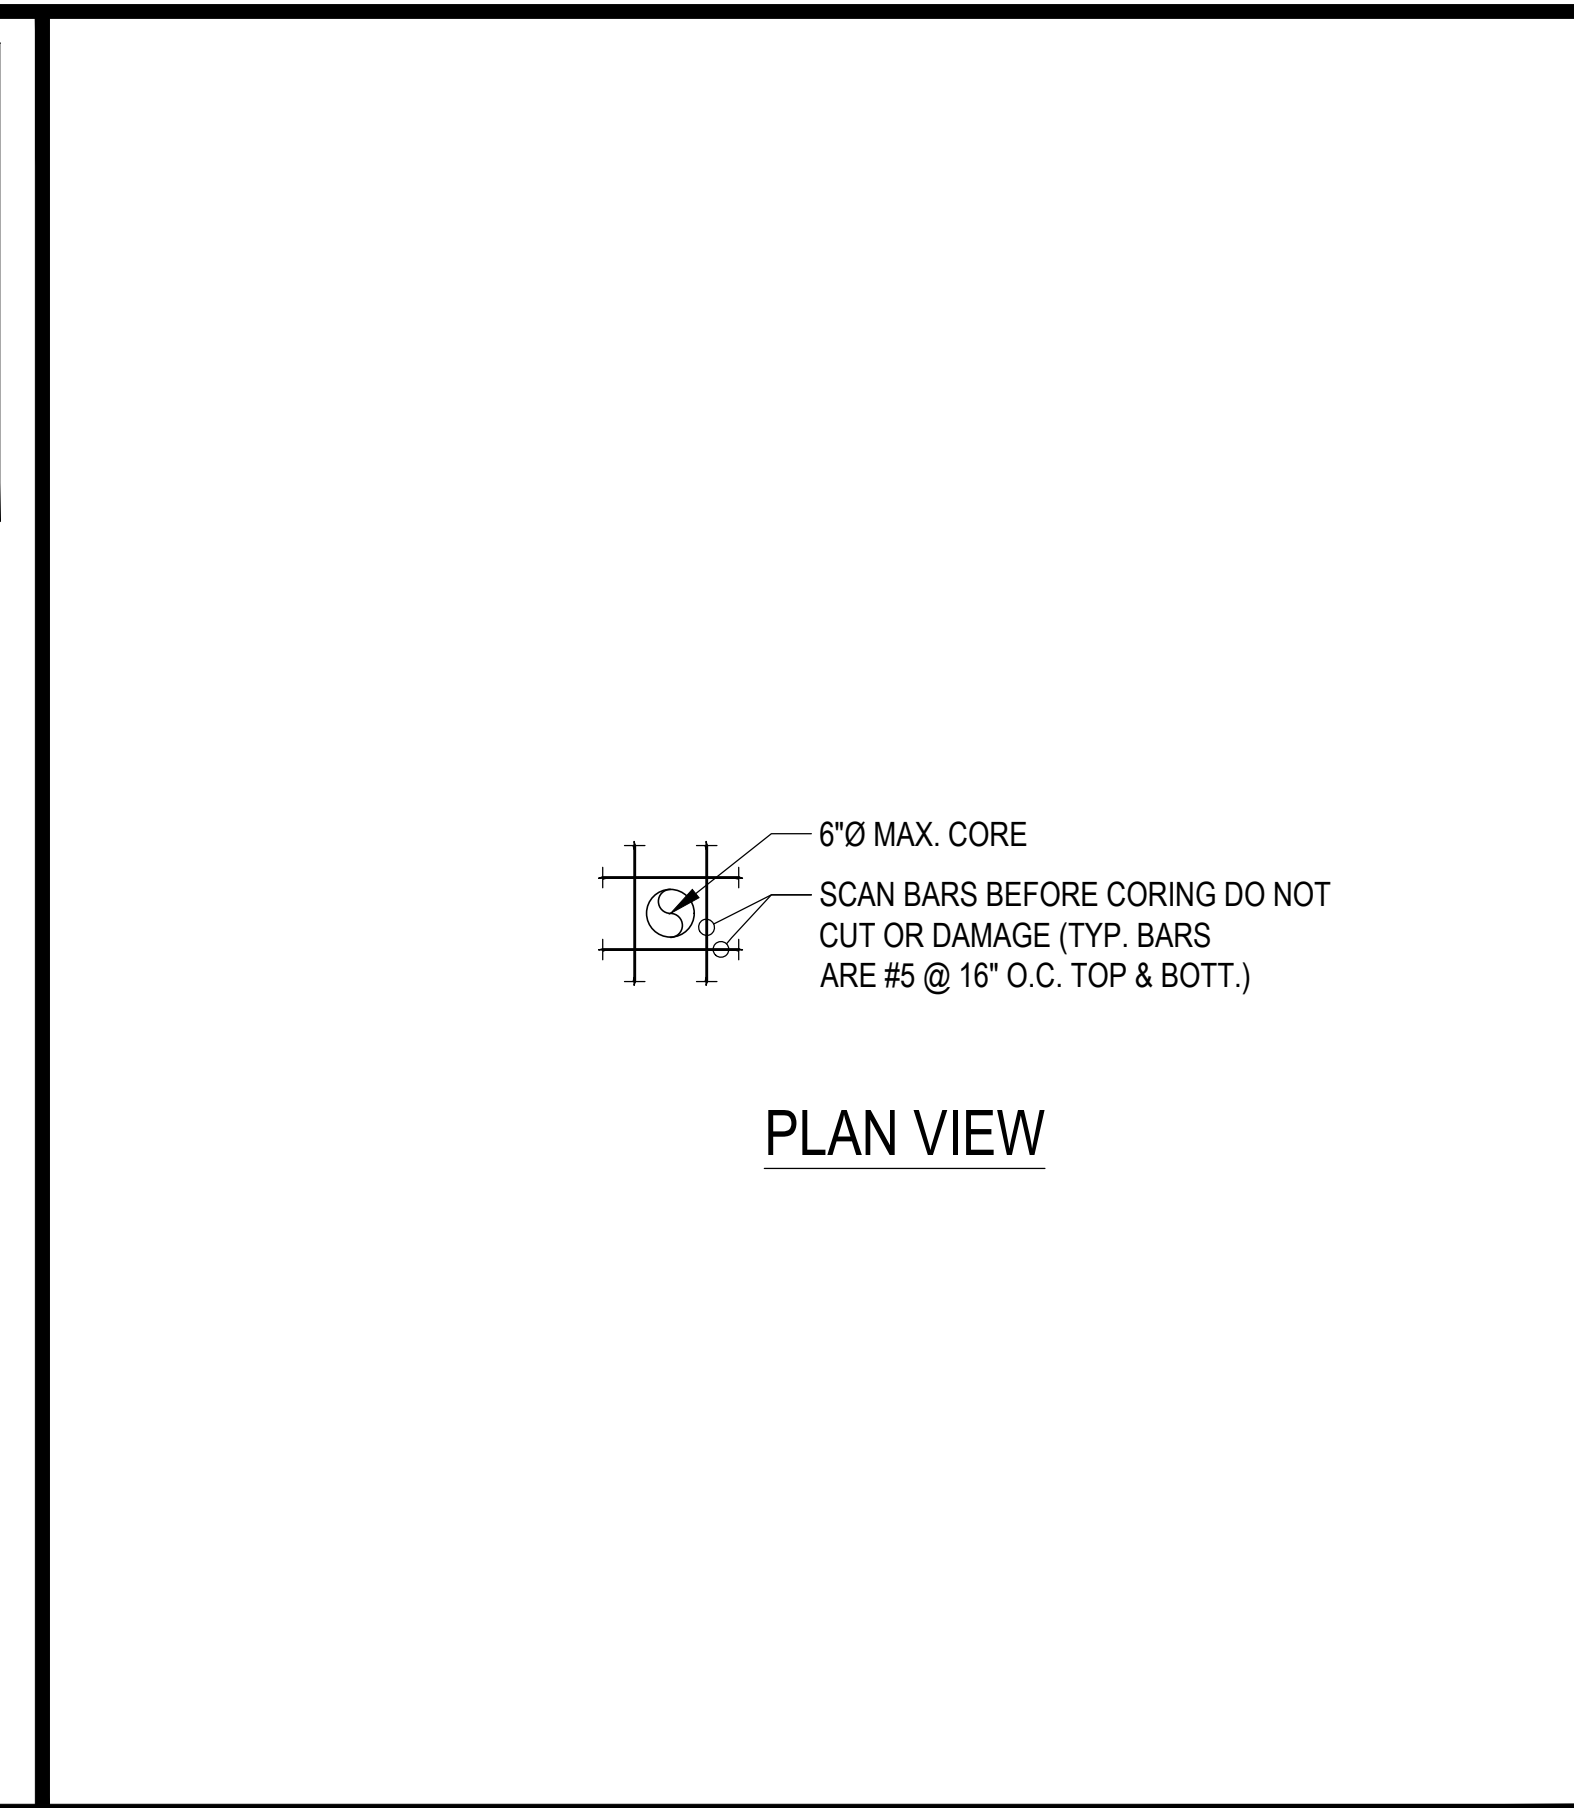 6"Ø MAX. CORE
SCAN BARS BEFORE CORING DO NOT
CUT OR DAMAGE (TYP. BARS
ARE #5 @ 16" O.C. TOP & BOTT.)
PLAN VIEW